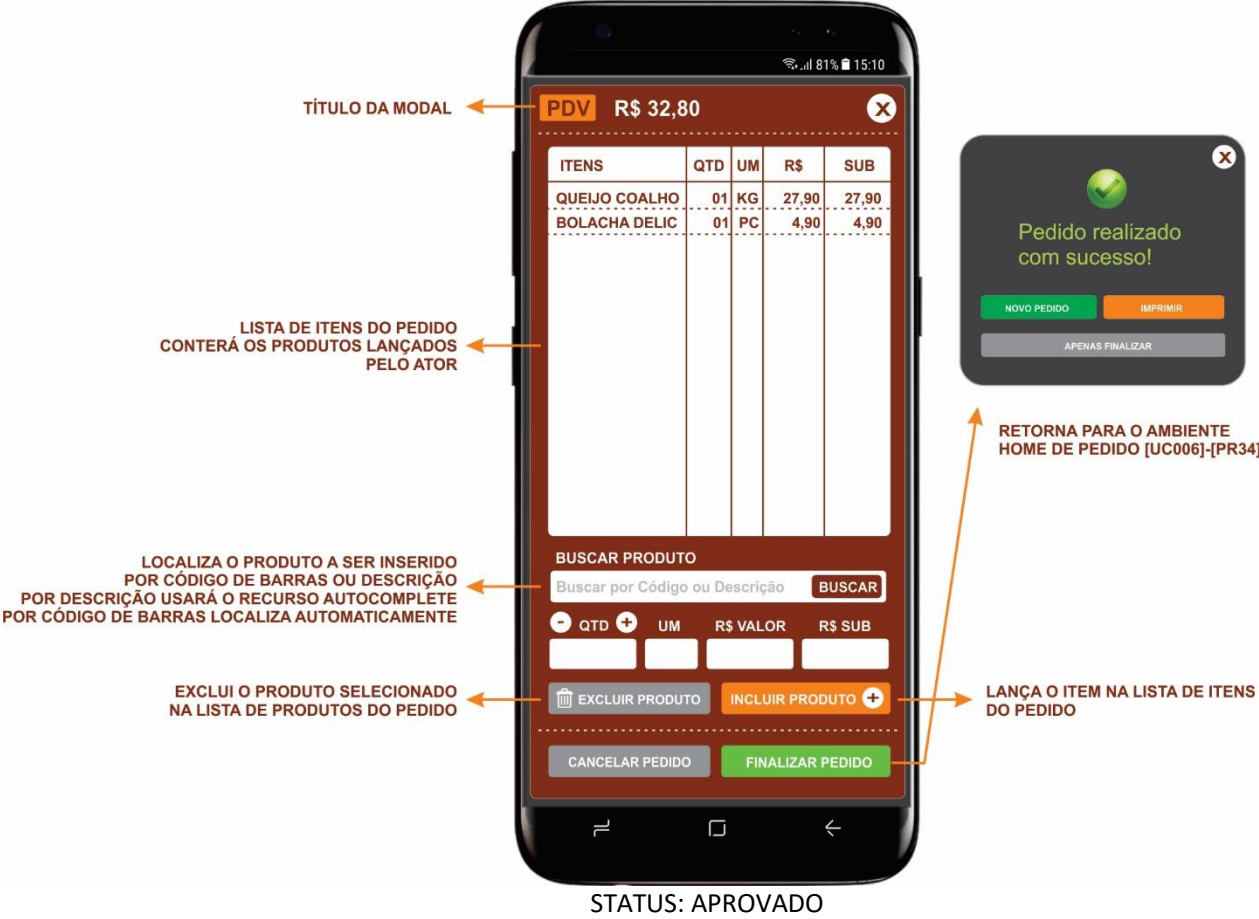 81% 15:10
TÍTULO DA MODAL
PDV R$ 32,80 X
ITENS QTD UM R$ SUB
QUEIJO COALHO 01 KG 27,90 27,90
BOLACHA DELIC 01 PC 4,90 4,90
X
Pedido realizado
com sucesso!
NOVO PEDIDO IMPRIMIR
APENAS FINALIZAR
LISTA DE ITENS DO PEDIDO
CONTERÁ OS PRODUTOS LANÇADOS
PELO ATOR
RETORNA PARA O AMBIENTE
HOME DE PEDIDO [UC006]-[PR34]
LOCALIZA O PRODUTO A SER INSERIDO
POR CÓDIGO DE BARRAS OU DESCRIÇÃO
POR DESCRIÇÃO USARÁ O RECURSO AUTOCOMPLETE
POR CÓDIGO DE BARRAS LOCALIZA AUTOMATICAMENTE
BUSCAR PRODUTO
Buscar por Código ou Descrição BUSCAR
- QTD + UM R$ VALOR R$ SUB
EXCLUI O PRODUTO SELECIONADO
NA LISTA DE PRODUTOS DO PEDIDO
EXCLUIR PRODUTO INCLUIR PRODUTO +
LANÇA O ITEM NA LISTA DE ITENS
DO PEDIDO
CANCELAR PEDIDO FINALIZAR PEDIDO
STATUS: APROVADO